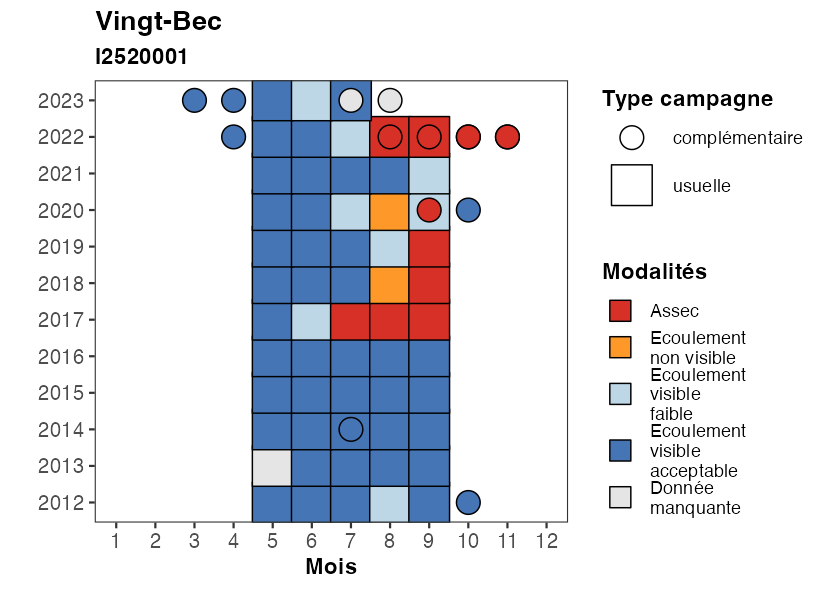 Vingt-Bec
I2520001
2023
2022
2021
2020
2019
2018
2017
2016
2015
2014
2013
2012
1 2 3 4 5 6 7 8 9 10 11 12
Mois
Type campagne
complémentaire
usuelle
Modalités
Assec
Ecoulement
non visible
Ecoulement
visible
faible
Ecoulement
visible
acceptable
Donnée
manquante